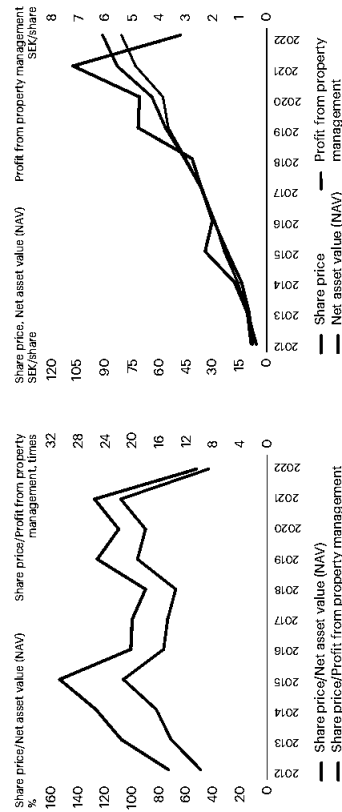 Share price/Net asset value (NAV)
%
Share price/Profit from property
management, times
160
140
120
100
80
60
40
20
0
32
28
24
20
16
12
8
4
0
2012 2013 2014 2015 2016 2017 2018 2019 2020 2021 2022
Share price/Net asset value (NAV)
Share price/Profit from property management
Share price, Net asset value (NAV)
SEK/share
Profit from property management
SEK/share
120
105
90
75
60
45
30
15
0
8
7
6
5
4
3
2
1
0
2012 2013 2014 2015 2016 2017 2018 2019 2020 2021 2022
Share price
Net asset value (NAV)
Profit from property
management